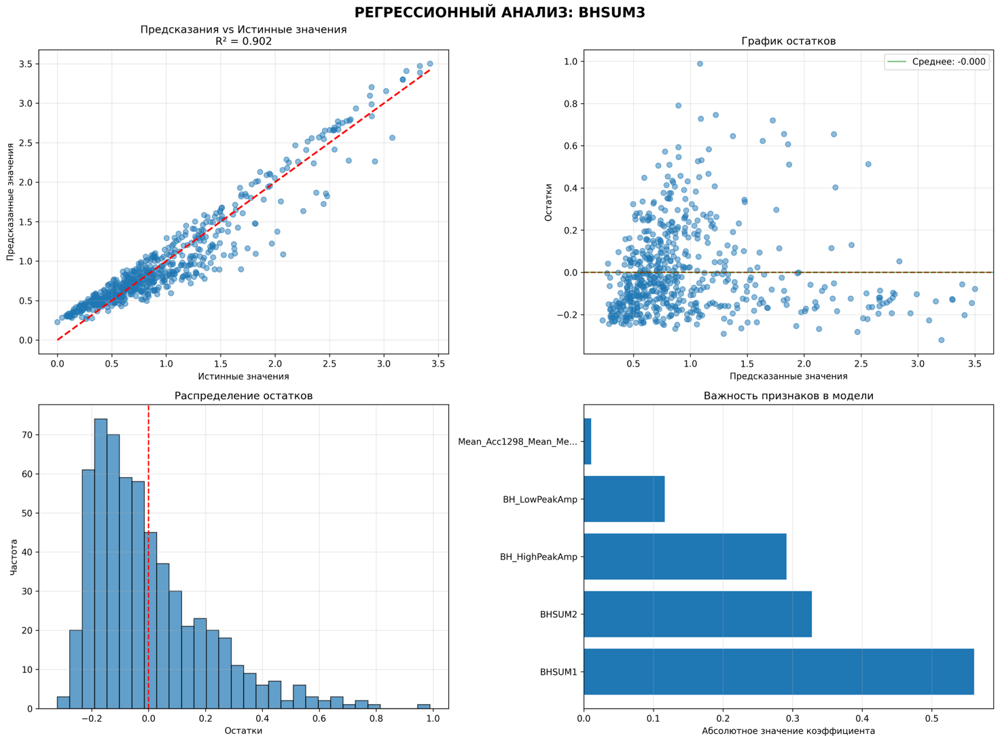 РЕГРЕССИОННЫЙ АНАЛИЗ: BHSUM3
Предсказания vs Истинные значения
R² = 0.902
3.5
3.0
2.5
2.0
1.5
1.0
0.5
0.0
Предсказанные значения
0.0 0.5 1.0 1.5 2.0 2.5 3.0 3.5
Истинные значения
График остатков
Среднее: -0.000
1.0
0.8
0.6
0.4
0.2
0.0
−0.2
Остатки
0.5 1.0 1.5 2.0 2.5 3.0 3.5
Предсказанные значения
Распределение остатков
70
60
50
40
30
20
10
0
Частота
−0.2 0.0 0.2 0.4 0.6 0.8 1.0
Остатки
Важность признаков в модели
Mean_Acc1298_Mean_Me...
BH_LowPeakAmp
BH_HighPeakAmp
BHSUM2
BHSUM1
0.0 0.1 0.2 0.3 0.4 0.5
Абсолютное значение коэффициента